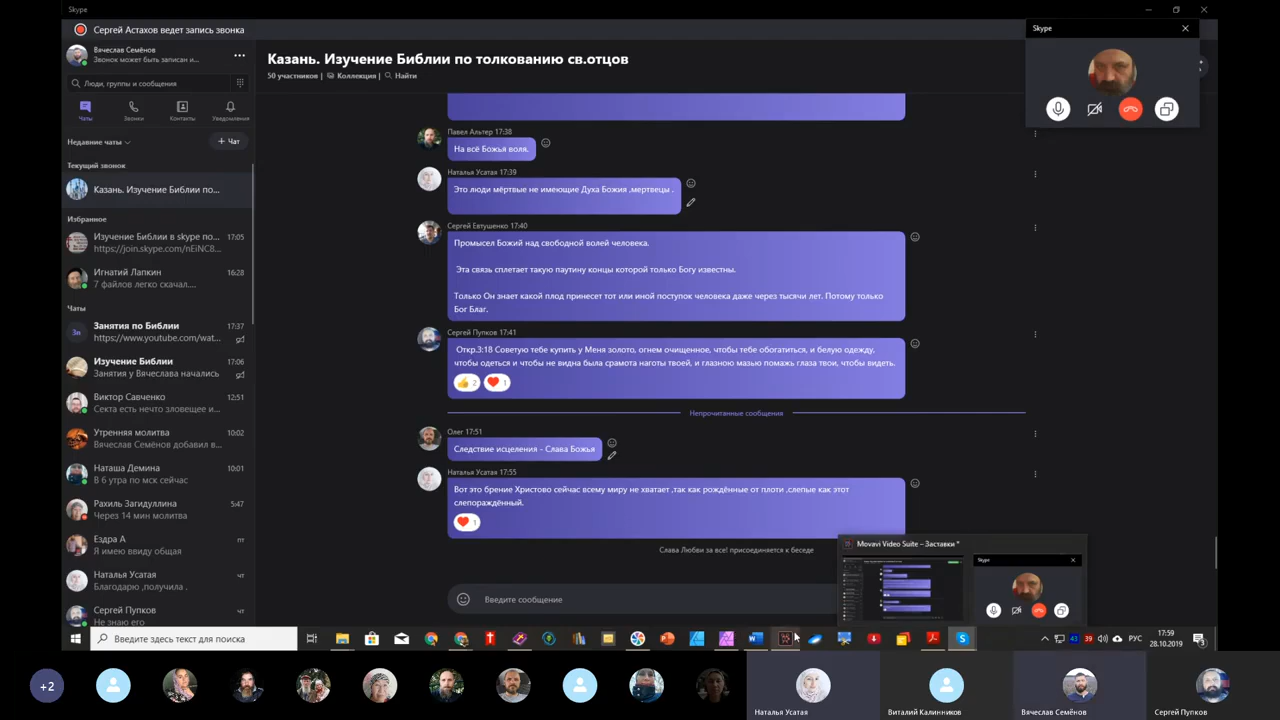 Skype
Сергей Астахов ведет запись звонка
Вячеслав Семёнов
Звонок может быть записан и...
Люди, группы и сообщения
Чаты
Звонки
Контакты
Уведомления
Недавние чаты
+ Чат
Текущий звонок
Казань. Изучение Библии по...
Избранное
Изучение Библии в skype по... 17:05
https://join.skype.com/nEiNC8...
Игнатий Лапкин 16:28
7 файлов легко скачал....
Чаты
Зп
Занятия по Библии 17:37
https://www.youtube.com/wat...
Изучение Библии 17:06
Занятия у Вячеслава начались
Виктор Савченко 12:51
Секта есть нечто зловещее и...
Утренняя молитва 10:02
Вячеслав Семёнов добавил в...
Наташа Демина 10:01
В 6 утра по мск сейчас
Рахиль Загидуллина 5:47
Через 14 мин молитва
Ездра А пт
Я имею ввиду общая
Наталья Усатая чт
Благодарю ,получила .
Сергей Пупков чт
Не знаю его
Казань. Изучение Библии по толкованию св.отцов
50 участников | Коллекция | Найти
Павел Альтер 17:38
На всё Божья воля.
Наталья Усатая 17:39
Это люди мёртвые не имеющие Духа Божия ,мертвецы .
Сергей Евтушенко 17:40
Промысел Божий над свободной волей человека.
Эта связь сплетает такую паутину концы которой только Богу известны.
Только Он знает какой плод принесет тот или иной поступок человека даже через тысячи лет. Потому только
Бог Благ.
Сергей Пупков 17:41
Откр.3:18 Советую тебе купить у Меня золото, огнем очищенное, чтобы тебе обогатиться, и белую одежду,
чтобы одеться и чтобы не видна была срамота наготы твоей, и глазною мазью помажь глаза твои, чтобы видеть.
2 1
Непрочитанные сообщения
Олег 17:51
Следствие исцеления - Слава Божья
Наталья Усатая 17:55
Вот это брение Христово сейчас всему миру не хватает ,так как рождённые от плоти ,слепые как этот
слепорождённый.
1
Слава Любви за все! присоединяется к беседе
Введите сообщение
Skype
Movavi Video Suite – Заставки *
Skype
Введите здесь текст для поиска
43 39 РУС
17:59
28.10.2019
3
+2
Наталья Усатая
Виталий Калинников
Вячеслав Семёнов
Сергей Пупков